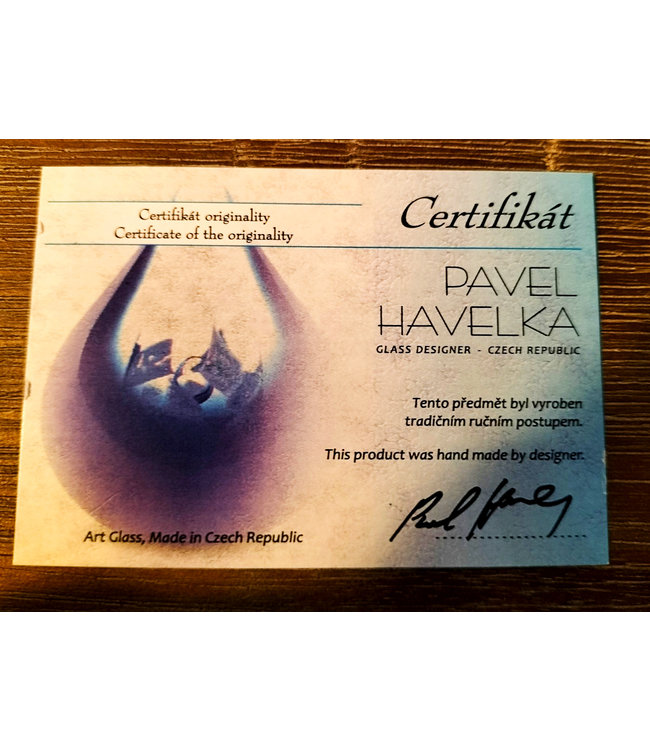 Certifikát originality
Certificate of the originality
Certifikát
PAVEL
HAVELKA
GLASS DESIGNER - CZECH REPUBLIC
Tento předmět byl vyroben
tradičním ručním postupem.
This product was hand made by designer.
Art Glass, Made in Czech Republic